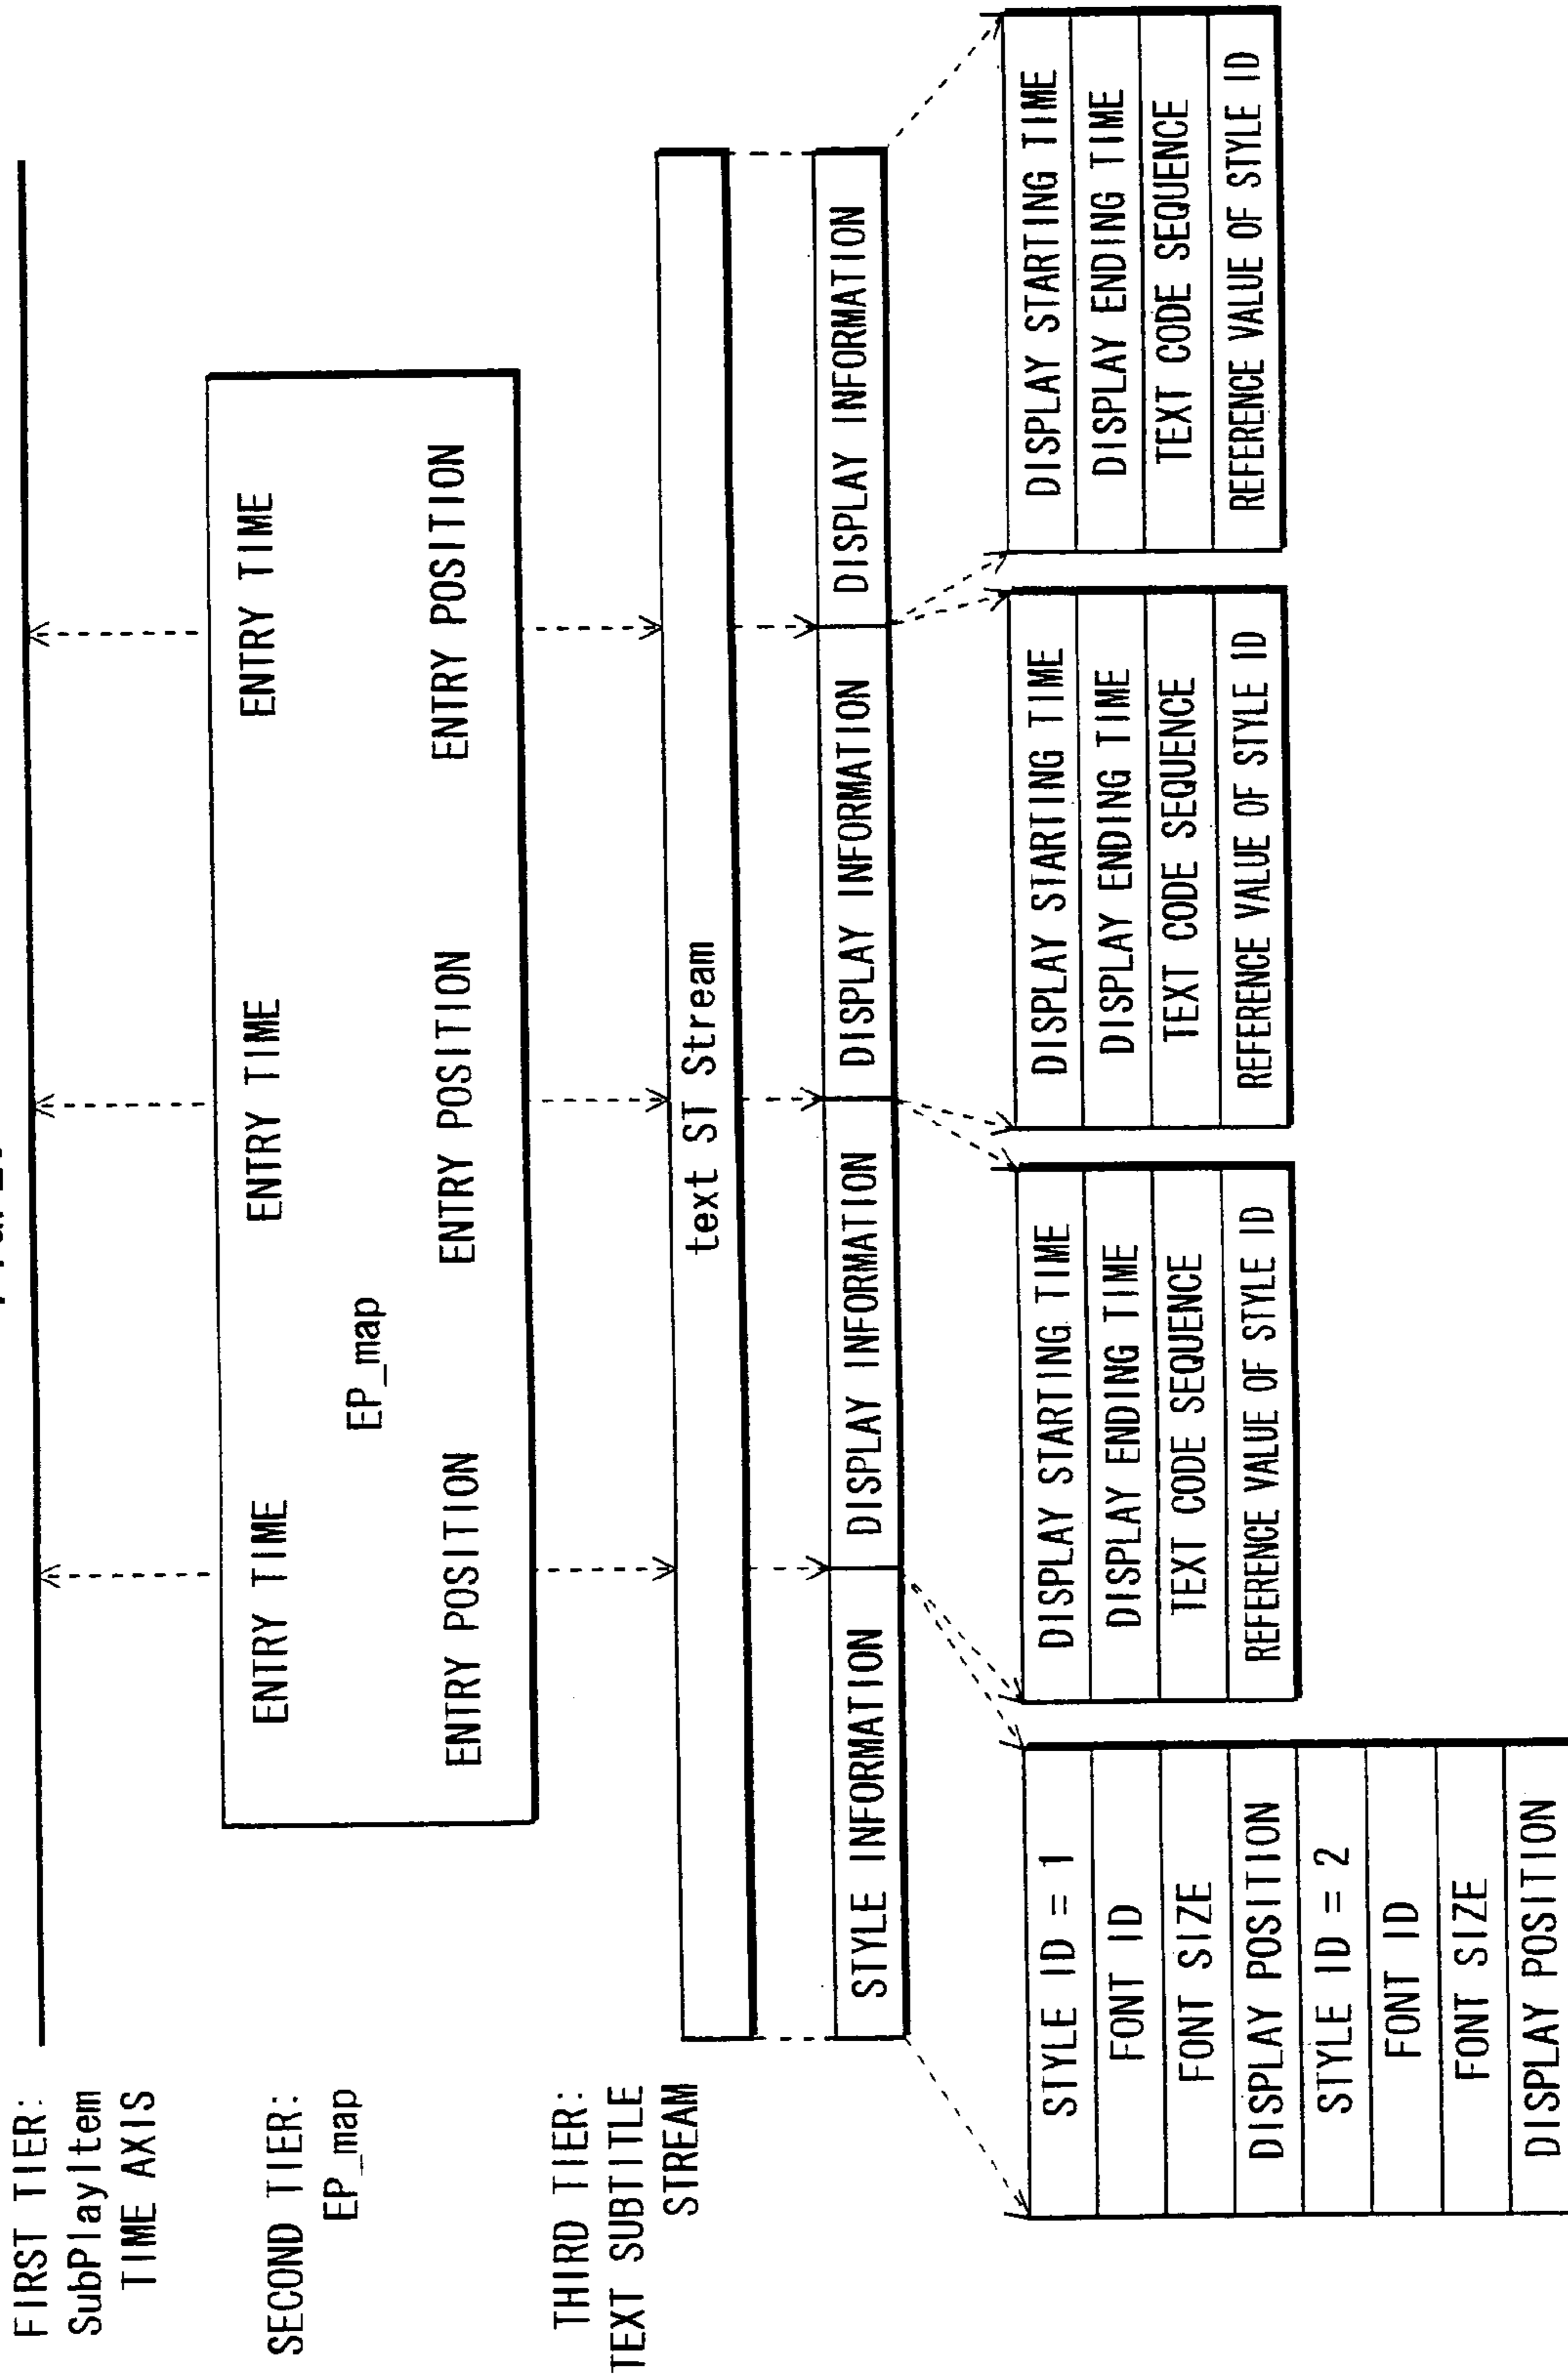 FIRST TIER:
SubPlayItem
TIME AXIS
SECOND TIER:
EP_map
ENTRY TIME
ENTRY TIME
ENTRY TIME
EP_map
ENTRY POSITION
ENTRY POSITION
ENTRY POSITION
THIRD TIER:
TEXT SUBTITLE
STREAM
text ST Stream
STYLE INFORMATION
DISPLAY INFORMATION
DISPLAY INFORMATION
DISPLAY INFORMATION
STYLE ID = 1
FONT ID
FONT SIZE
DISPLAY POSITION
STYLE ID = 2
FONT ID
FONT SIZE
DISPLAY POSITION
DISPLAY STARTING TIME
DISPLAY ENDING TIME
TEXT CODE SEQUENCE
REFERENCE VALUE OF STYLE ID
DISPLAY STARTING TIME
DISPLAY ENDING TIME
TEXT CODE SEQUENCE
REFERENCE VALUE OF STYLE ID
DISPLAY STARTING TIME
DISPLAY ENDING TIME
TEXT CODE SEQUENCE
REFERENCE VALUE OF STYLE ID